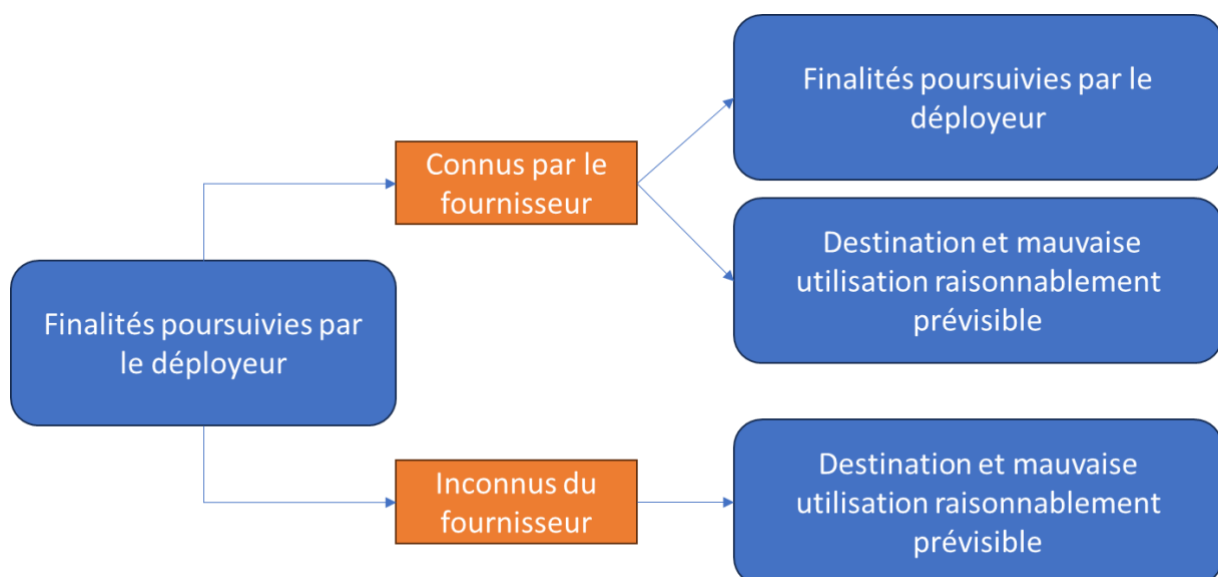 Finalités poursuivies par le
déployeur
Connus par le
fournisseur
Destination et mauvaise
utilisation raisonnablement
prévisible
Finalités poursuivies par
le déployeur
Inconnus du
fournisseur
Destination et mauvaise
utilisation raisonnablement
prévisible